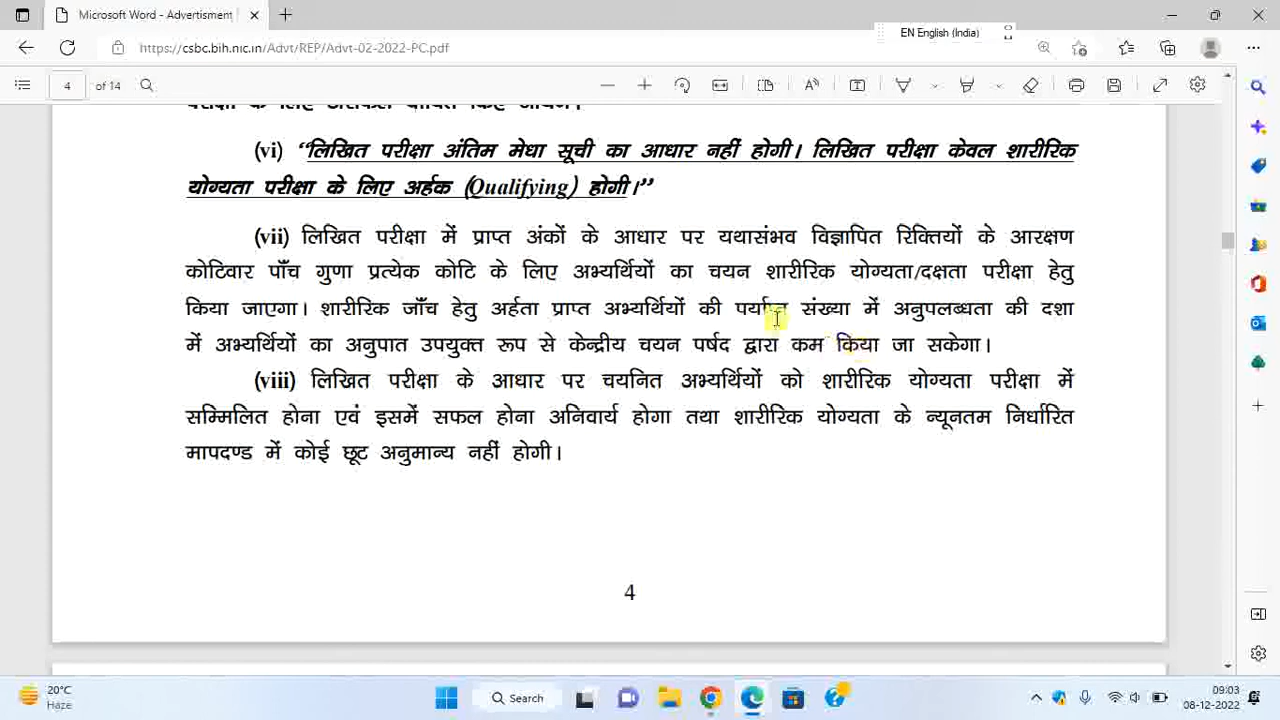 Microsoft Word - Advertisment
https://csbc.bih.nic.in/Advt/REP/Advt-02-2022-PC.pdf
EN English (India)
4 of 14
परीक्षा के लिए असफल घोषित किए जायेंगे।
(vi) “लिखित परीक्षा अंतिम मेधा सूची का आधार नहीं होगी। लिखित परीक्षा केवल शारीरिक
योग्यता परीक्षा के लिए अर्हक (Qualifying) होगी।”
(vii) लिखित परीक्षा में प्राप्त अंकों के आधार पर यथासंभव विज्ञापित रिक्तियों के आरक्षण
कोटिवार पाँच गुणा प्रत्येक कोटि के लिए अभ्यर्थियों का चयन शारीरिक योग्यता/दक्षता परीक्षा हेतु
किया जाएगा। शारीरिक जाँच हेतु अर्हता प्राप्त अभ्यर्थियों की पर्याप्त संख्या में अनुपलब्धता की दशा
में अभ्यर्थियों का अनुपात उपयुक्त रूप से केन्द्रीय चयन पर्षद द्वारा कम किया जा सकेगा।
(viii) लिखित परीक्षा के आधार पर चयनित अभ्यर्थियों को शारीरिक योग्यता परीक्षा में
सम्मिलित होना एवं इसमें सफल होना अनिवार्य होगा तथा शारीरिक योग्यता के न्यूनतम निर्धारित
मापदण्ड में कोई छूट अनुमान्य नहीं होगी।
4
20°C
Haze
Search
09:03
08-12-2022